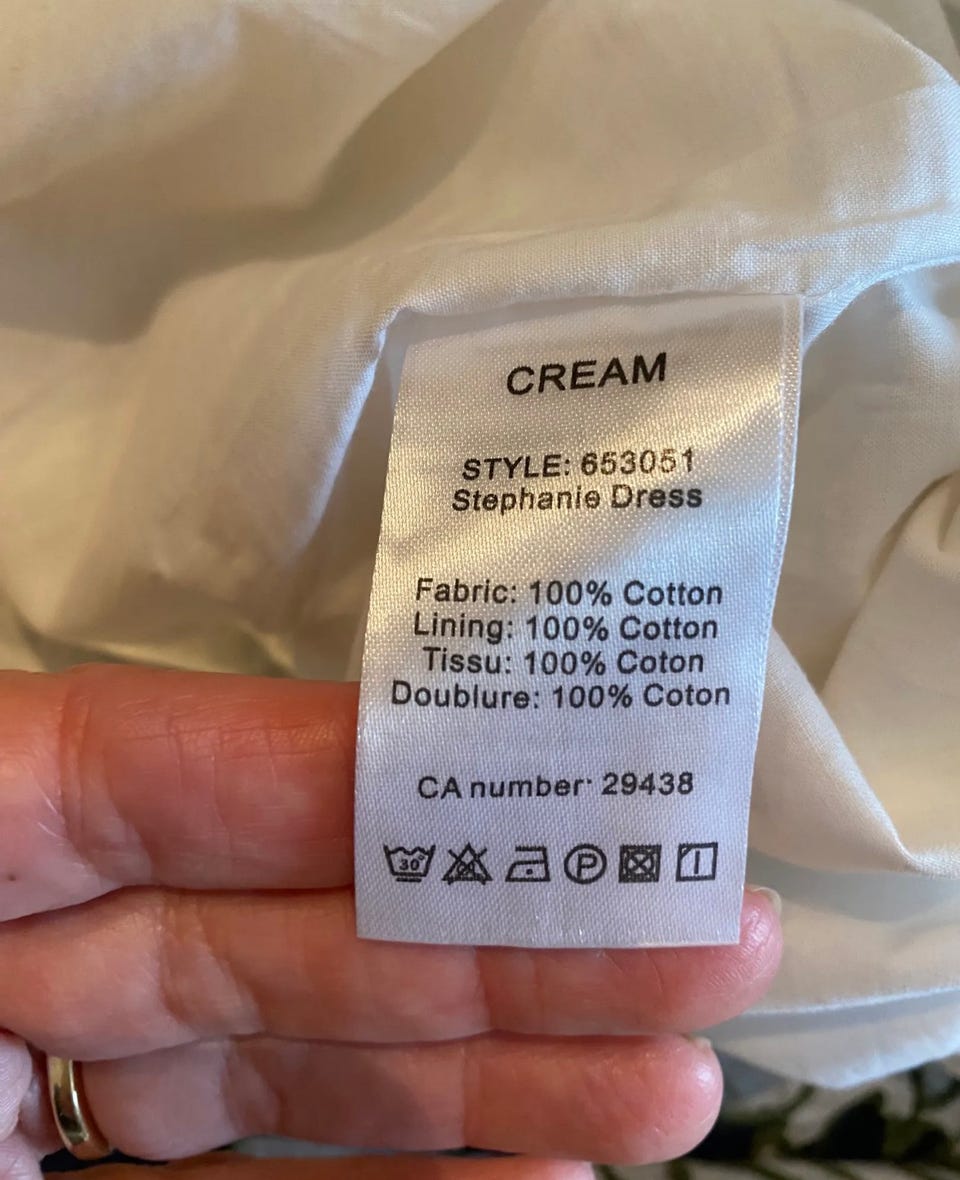 CREAM
STYLE: 653051
Stephanie Dress
Fabric: 100% Cotton
Lining: 100% Cotton
Tissu: 100% Coton
Doublure: 100% Coton
CA number: 29438
30° P